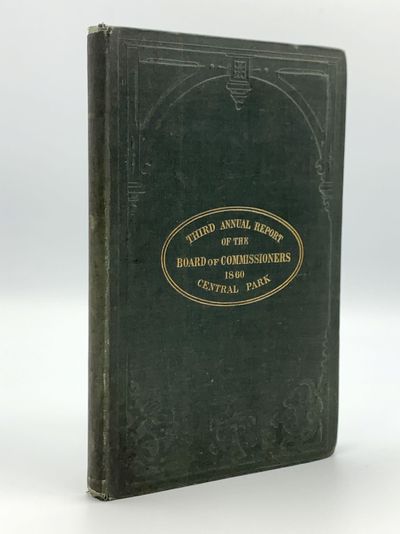 THIRD ANNUAL REPORT
OF THE
BOARD OF COMMISSIONERS
1860
CENTRAL PARK